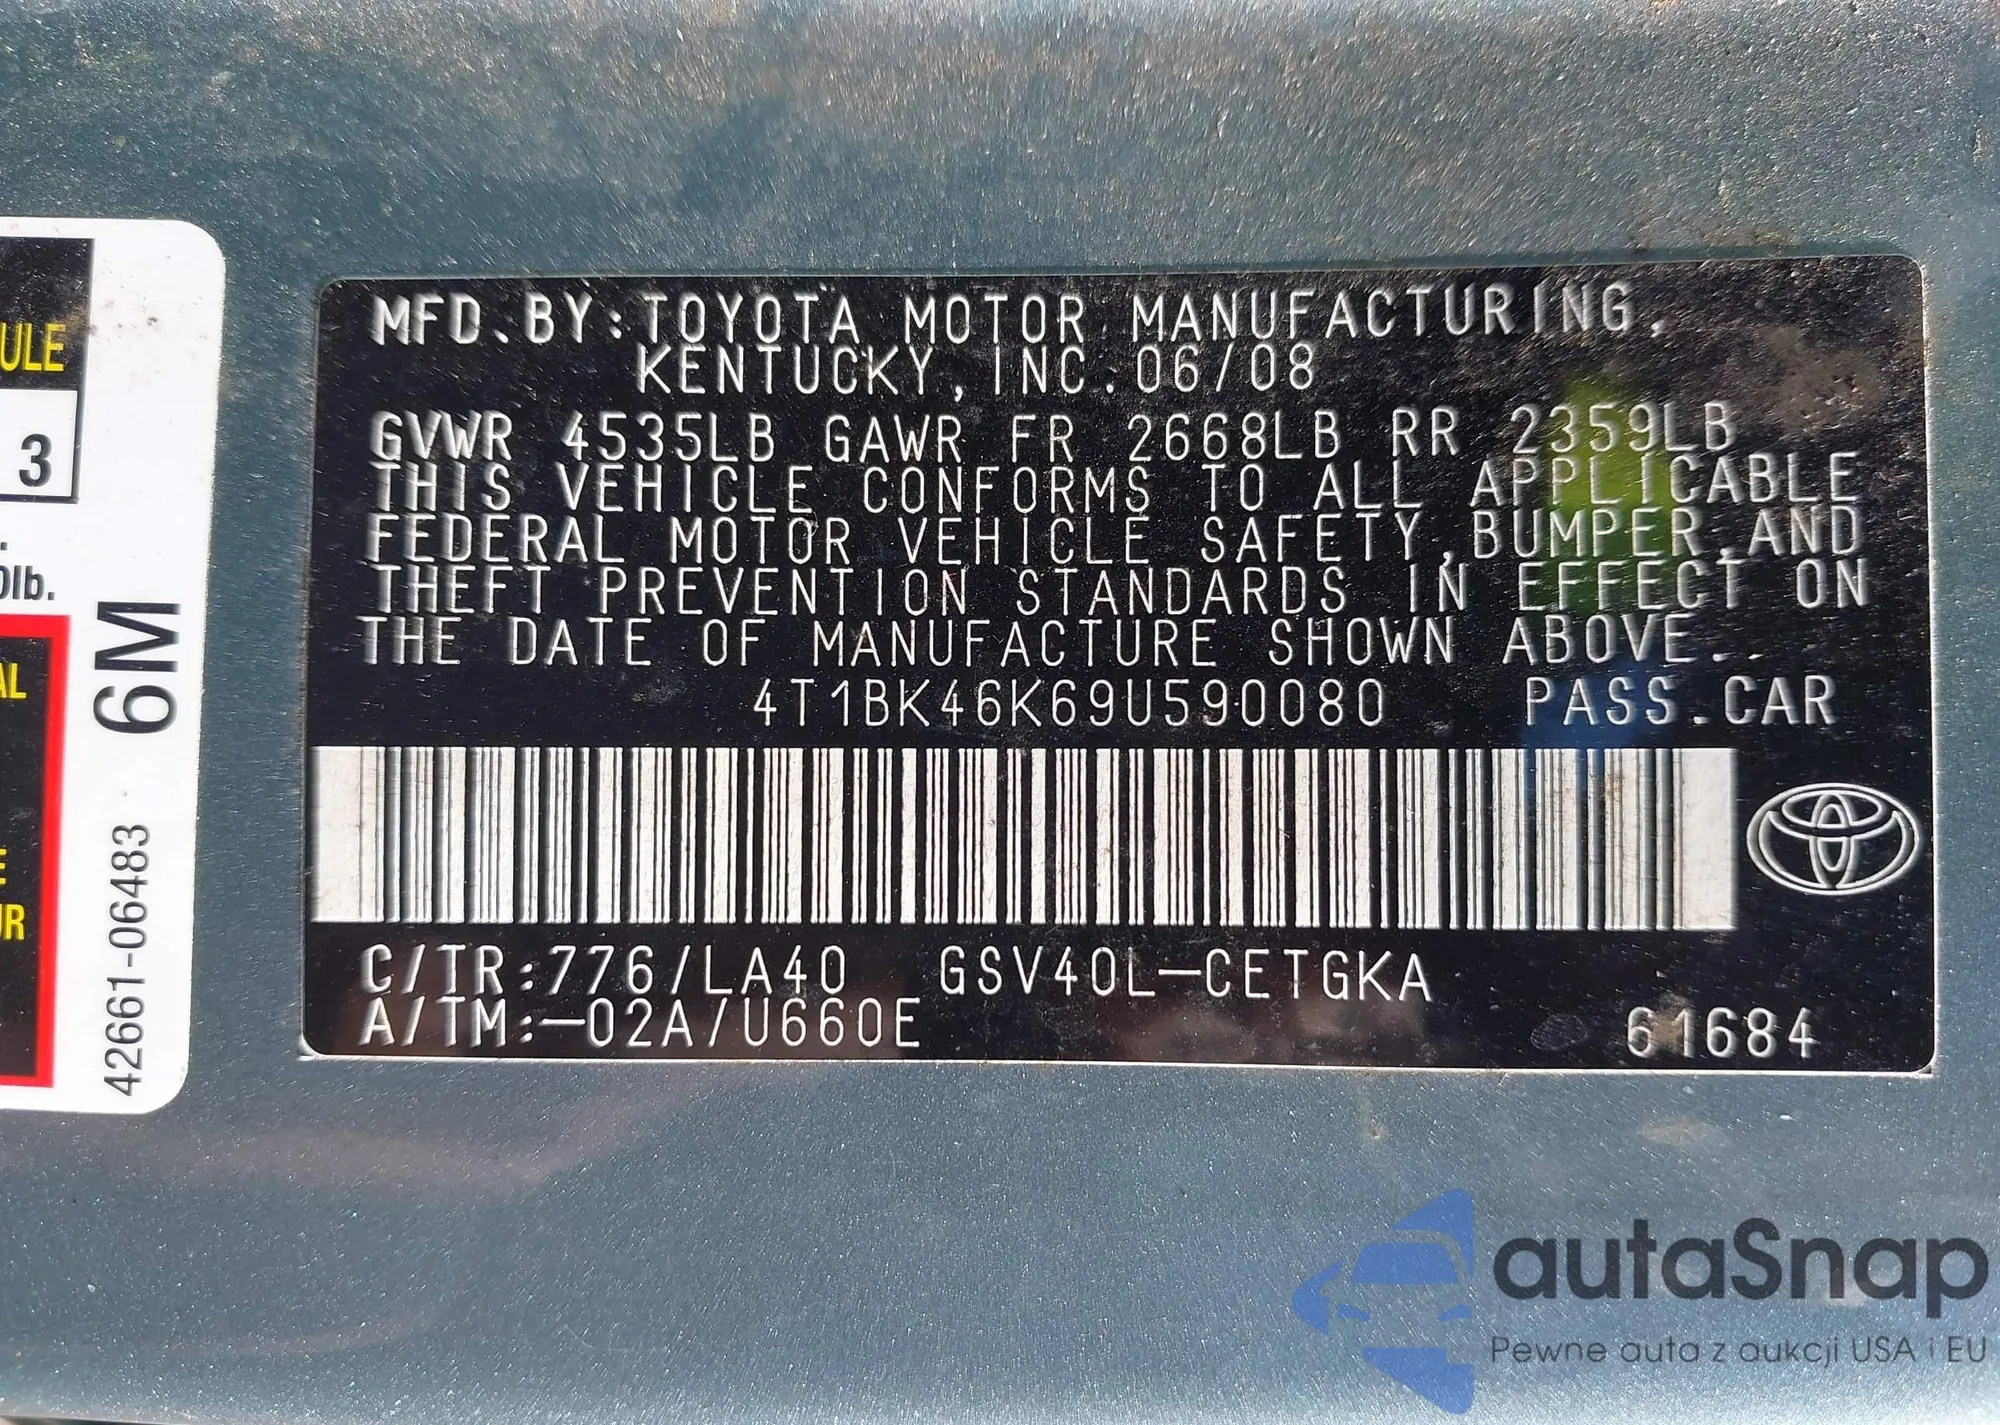 MFD.BY:TOYOTA MOTOR MANUFACTURING,
KENTUCKY,INC.06/08
GVWR 4535LB GAWR FR 2668LB RR 2359LB
THIS VEHICLE CONFORMS TO ALL APPLICABLE
FEDERAL MOTOR VEHICLE SAFETY,BUMPER,AND
THEFT PREVENTION STANDARDS IN EFFECT ON
THE DATE OF MANUFACTURE SHOWN ABOVE.
4T1BK46K69U590080 PASS.CAR
C/TR:776/LA40 GSV40L-CETGKA
A/TM:-02A/U660E
61684
ULE
3
0lb.
AL
E
UR
6M
42661-06483
autaSnap
Pewne auta z aukcji USA i EU